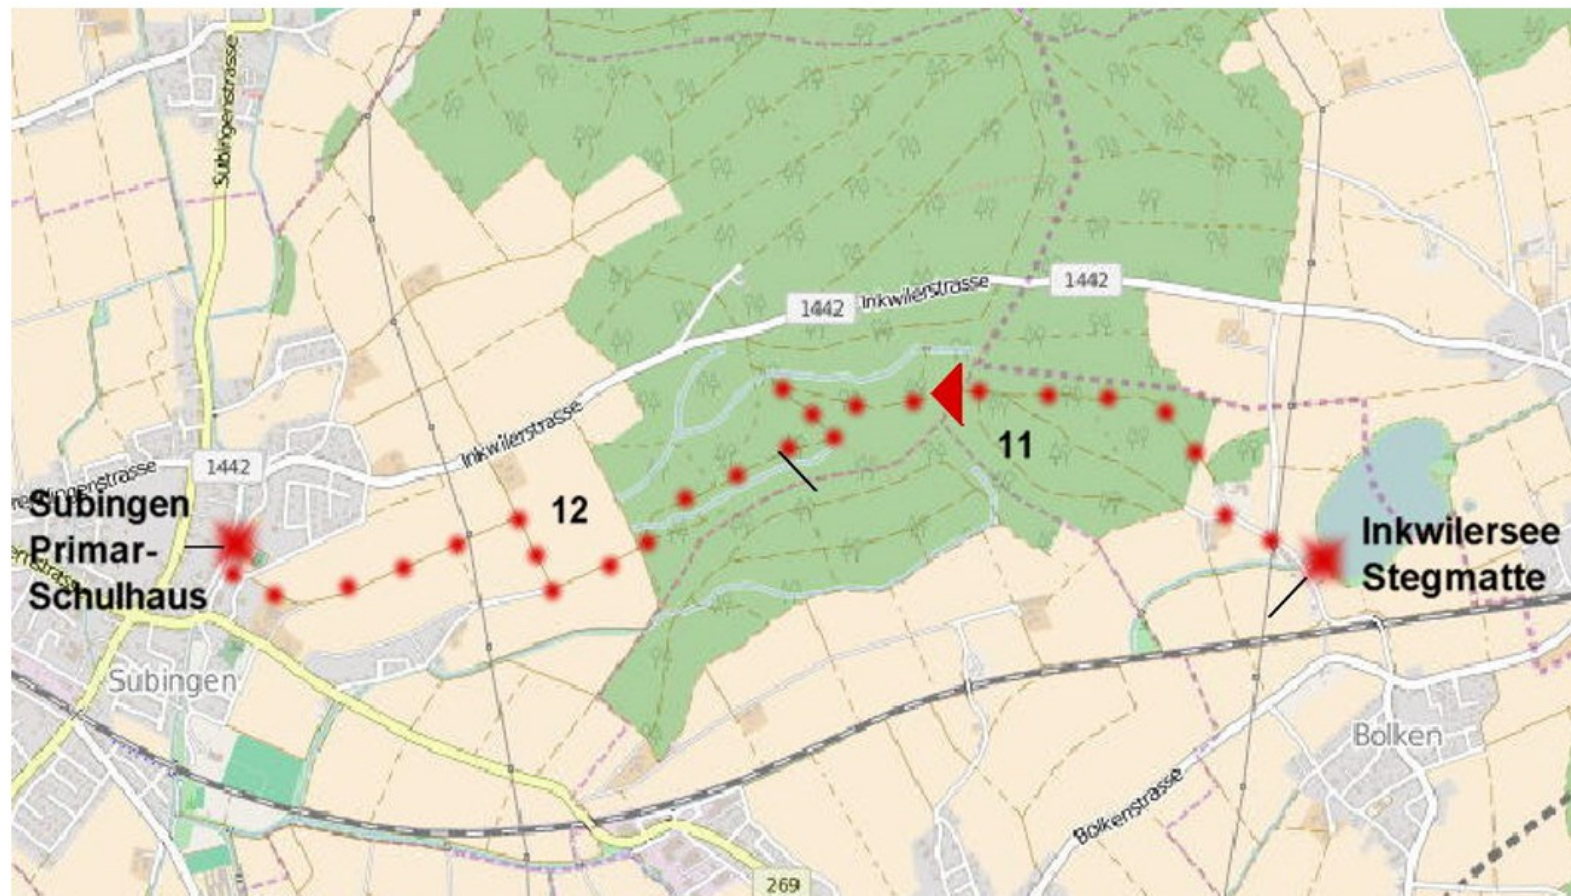 Subingenstrasse
1442
Inkwilerstrasse
1442
11
1442
Inkwilerstrasse
12
Subingen
Primar-
Schulhaus
Inkwilersee
Stegmatte
Subingen
Bolken
Bolkenstrasse
269